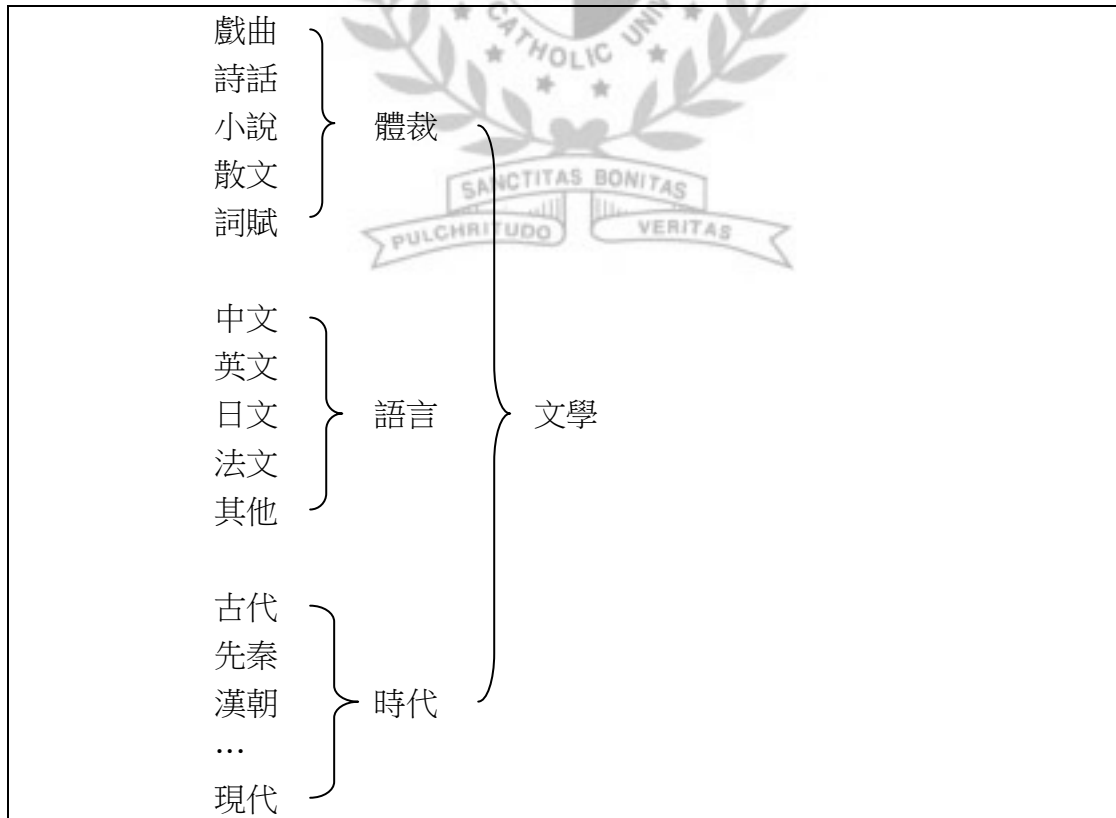 CATHOLIC UNI
戲曲
詩話
小說
體裁
散文
詞賦
SANCTITAS BONITAS
PULCHRITUDO VERITAS
中文
英文
日文
語言
文學
法文
其他
古代
先秦
漢朝
時代
…
現代